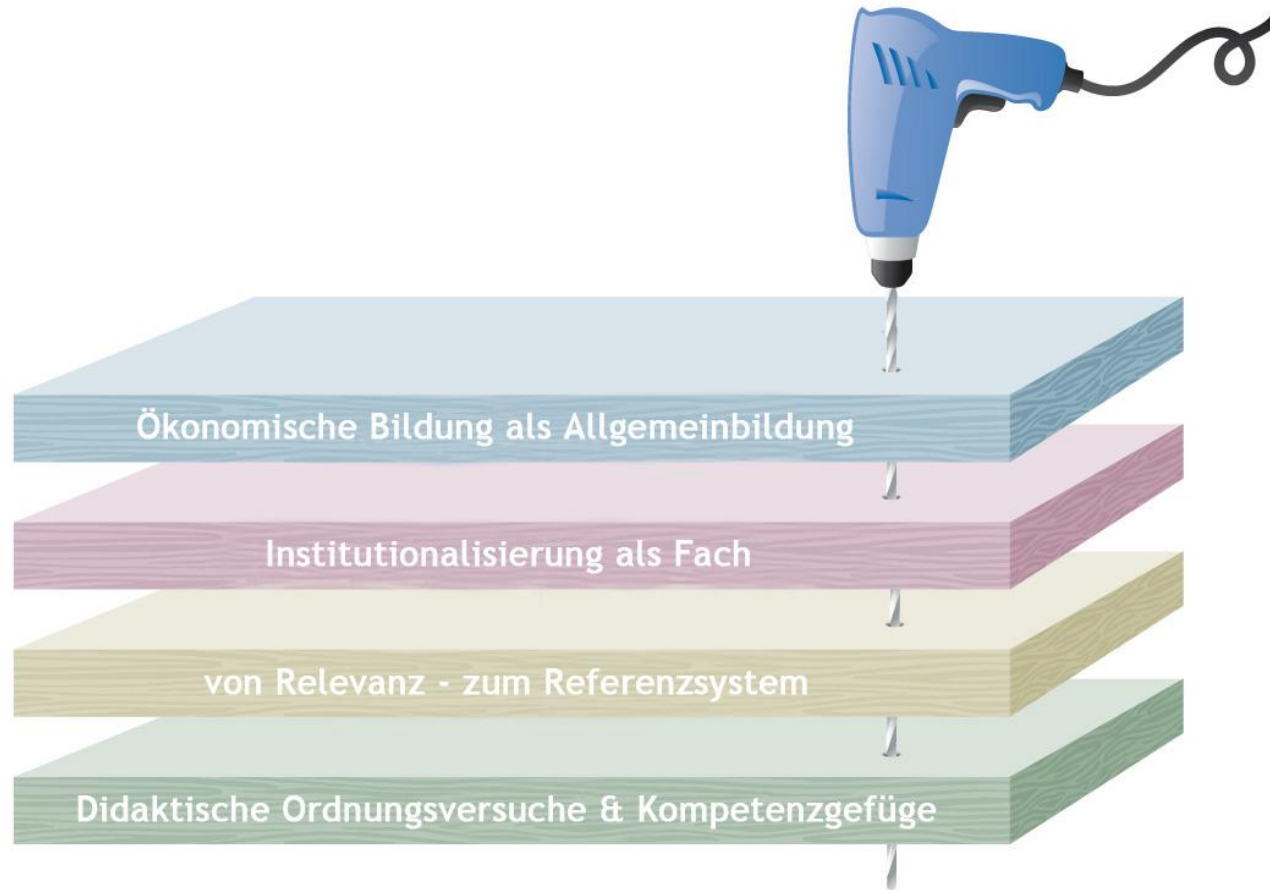 Ökonomische Bildung als Allgemeinbildung
Institutionalisierung als Fach
von Relevanz - zum Referenzsystem
Didaktische Ordnungsversuche & Kompetenzgefüge